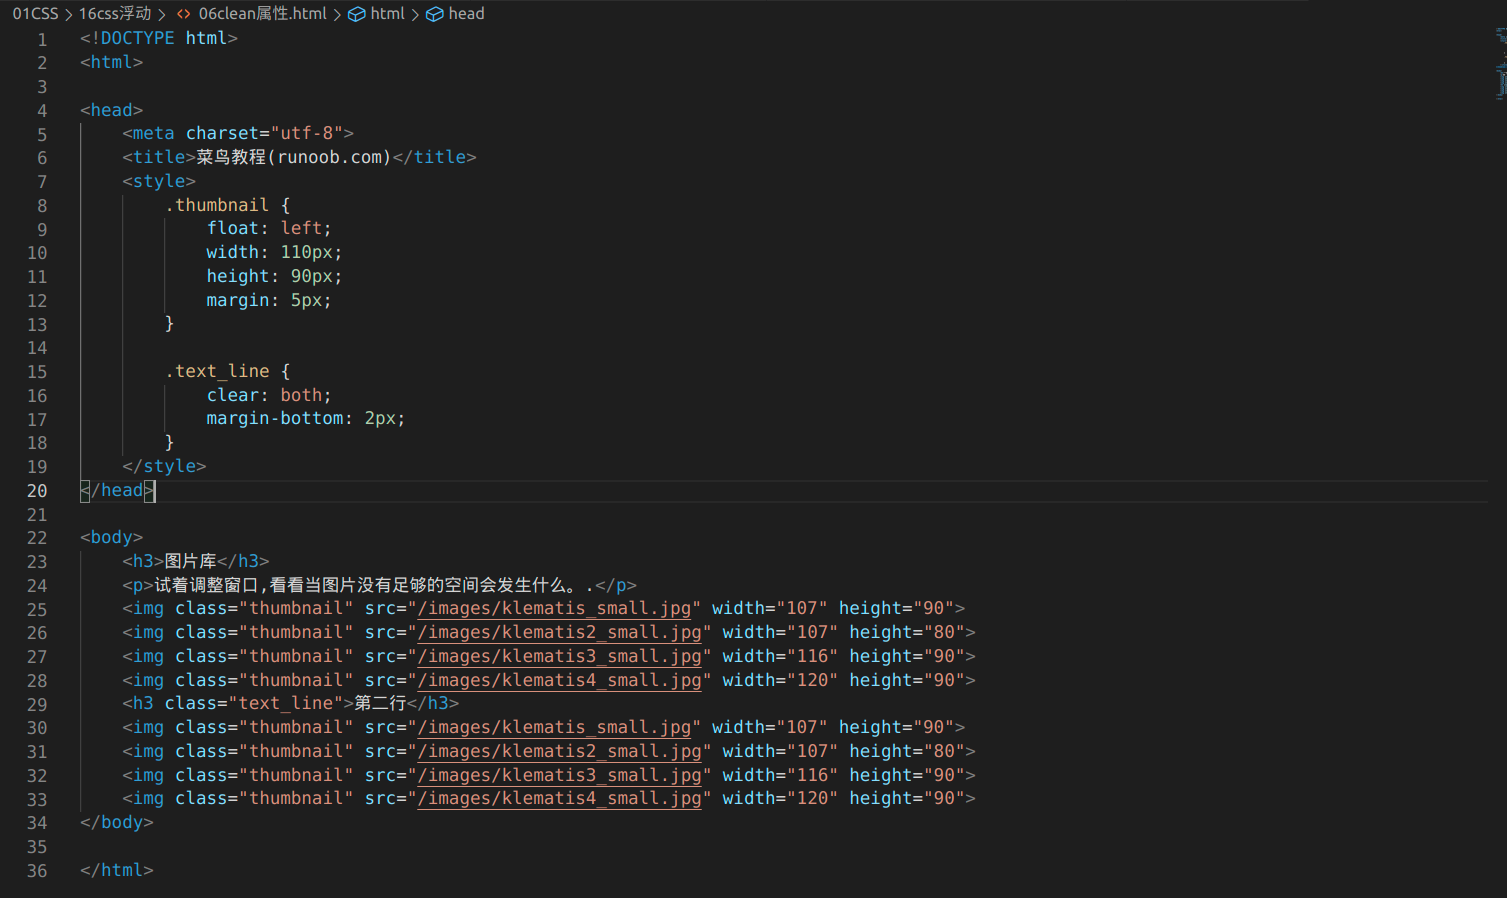 01CSS > 16css浮动 > <> 06clean属性.html > html > head
1 <!DOCTYPE html>
2 <html>
3
4 <head>
5     <meta charset="utf-8">
6     <title>菜鸟教程(runoob.com)</title>
7     <style>
8         .thumbnail {
9             float: left;
10             width: 110px;
11             height: 90px;
12             margin: 5px;
13         }
14
15         .text_line {
16             clear: both;
17             margin-bottom: 2px;
18         }
19     </style>
20 </head>
21
22 <body>
23     <h3>图片库</h3>
24     <p>试着调整窗口,看看当图片没有足够的空间会发生什么。.</p>
25     <img class="thumbnail" src="/images/klematis_small.jpg" width="107" height="90">
26     <img class="thumbnail" src="/images/klematis2_small.jpg" width="107" height="80">
27     <img class="thumbnail" src="/images/klematis3_small.jpg" width="116" height="90">
28     <img class="thumbnail" src="/images/klematis4_small.jpg" width="120" height="90">
29     <h3 class="text_line">第二行</h3>
30     <img class="thumbnail" src="/images/klematis_small.jpg" width="107" height="90">
31     <img class="thumbnail" src="/images/klematis2_small.jpg" width="107" height="80">
32     <img class="thumbnail" src="/images/klematis3_small.jpg" width="116" height="90">
33     <img class="thumbnail" src="/images/klematis4_small.jpg" width="120" height="90">
34 </body>
35
36 </html>